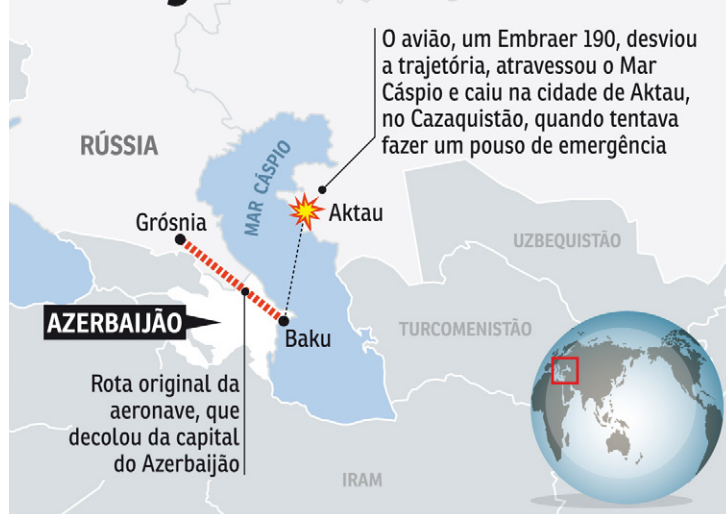 O avião, um Embraer 190, desviou
a trajetória, atravessou o Mar
Cáspio e caiu na cidade de Aktau,
no Cazaquistão, quando tentava
fazer um pouso de emergência
RÚSSIA
MAR CÁSPIO
Grósnia
Aktau
UZBEQUISTÃO
AZERBAIJÃO
Baku
TURCOMENISTÃO
Rota original da
aeronave, que
decolou da capital
do Azerbaijão
IRAM